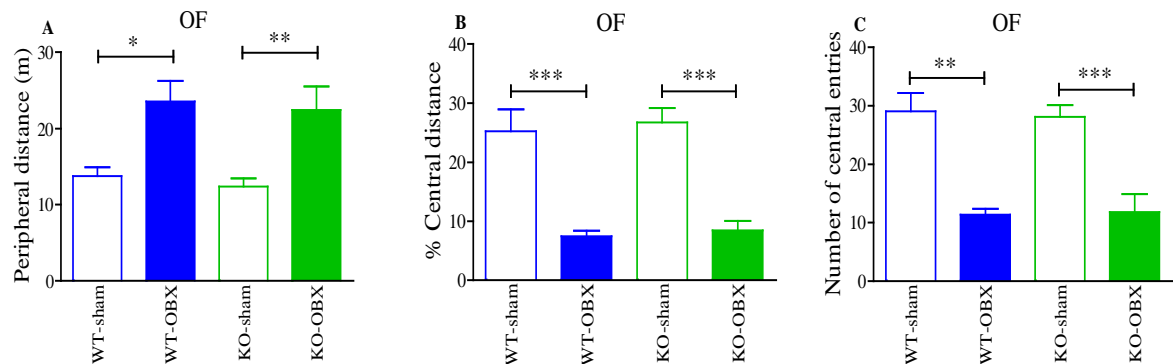 A
OF
Peripheral distance (m)
30
20
10
0
*
**
WT-sham
WT-OBX
KO-sham
KO-OBX
B
OF
% Central distance
40
30
20
10
0
***
***
WT-sham
WT-OBX
KO-sham
KO-OBX
C
OF
Number of central entries
40
30
20
10
0
**
***
WT-sham
WT-OBX
KO-sham
KO-OBX